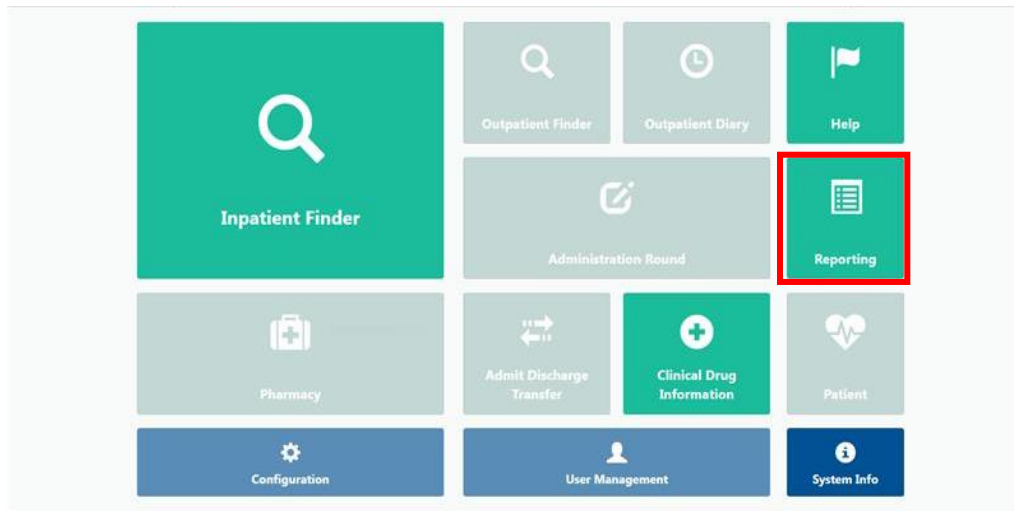 Outpatient Finder
Outpatient Diary
Help
Inpatient Finder
Administration Round
Reporting
Pharmacy
Admit Discharge
Transfer
Clinical Drug
Information
Patient
Configuration
User Management
System Info